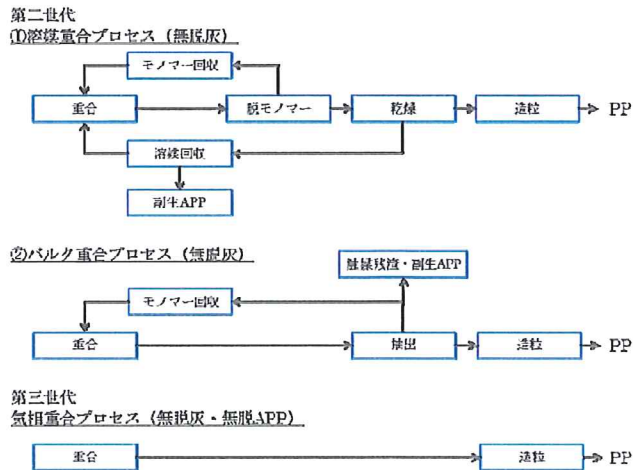 第二世代
①溶媒重合プロセス（無脱灰）
モノマー回収
重合
脱モノマー
乾燥
造粒
PP
溶媒回収
副生APP
②バルク重合プロセス（無脱灰）
触媒残渣・副生APP
モノマー回収
重合
抽出
造粒
PP
第三世代
気相重合プロセス（無脱灰・無脱APP）
重合
造粒
PP